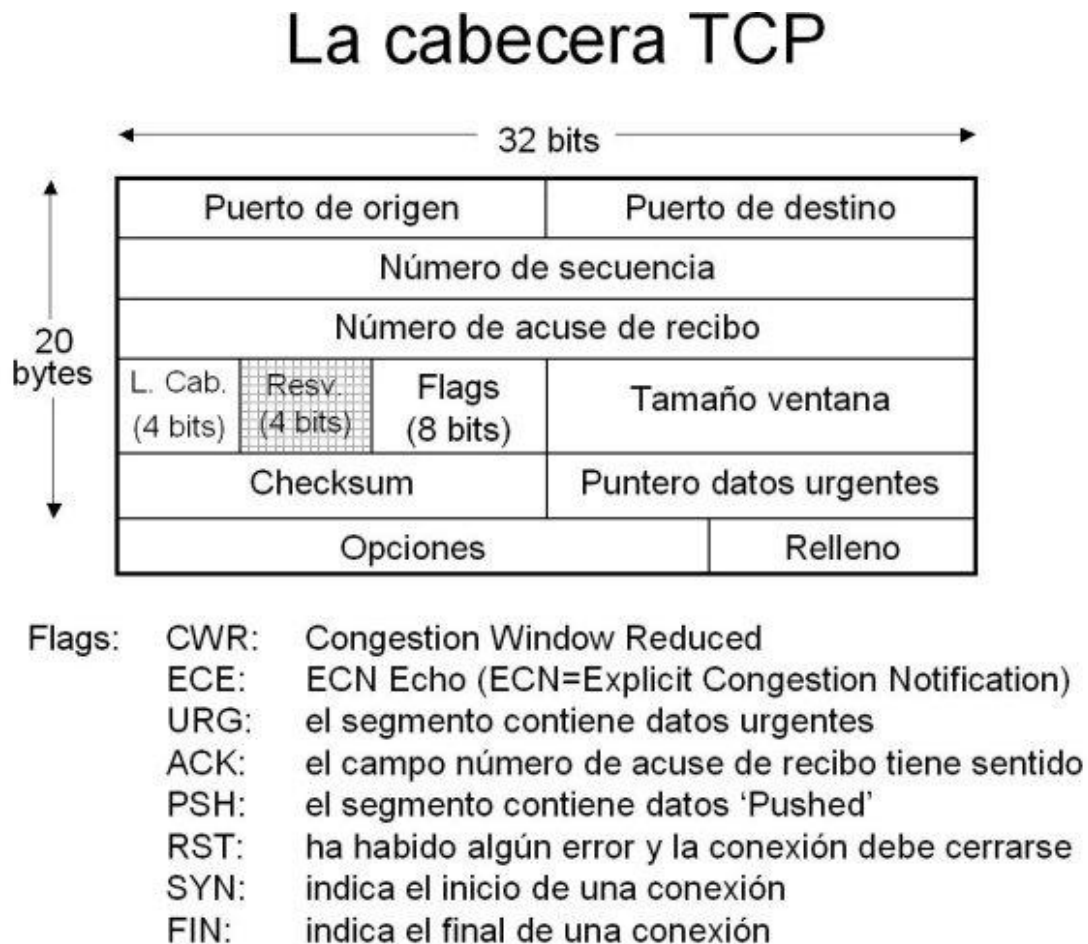 La cabecera TCP
32 bits
Puerto de origen Puerto de destino
Número de secuencia
Número de acuse de recibo
20
bytes
L. Cab.
(4 bits)
Resv.
(4 bits)
Flags
(8 bits)
Tamaño ventana
Checksum Puntero datos urgentes
Opciones Relleno
Flags: CWR: Congestion Window Reduced
ECE: ECN Echo (ECN=Explicit Congestion Notification)
URG: el segmento contiene datos urgentes
ACK: el campo número de acuse de recibo tiene sentido
PSH: el segmento contiene datos ‘Pushed’
RST: ha habido algún error y la conexión debe cerrarse
SYN: indica el inicio de una conexión
FIN: indica el final de una conexión